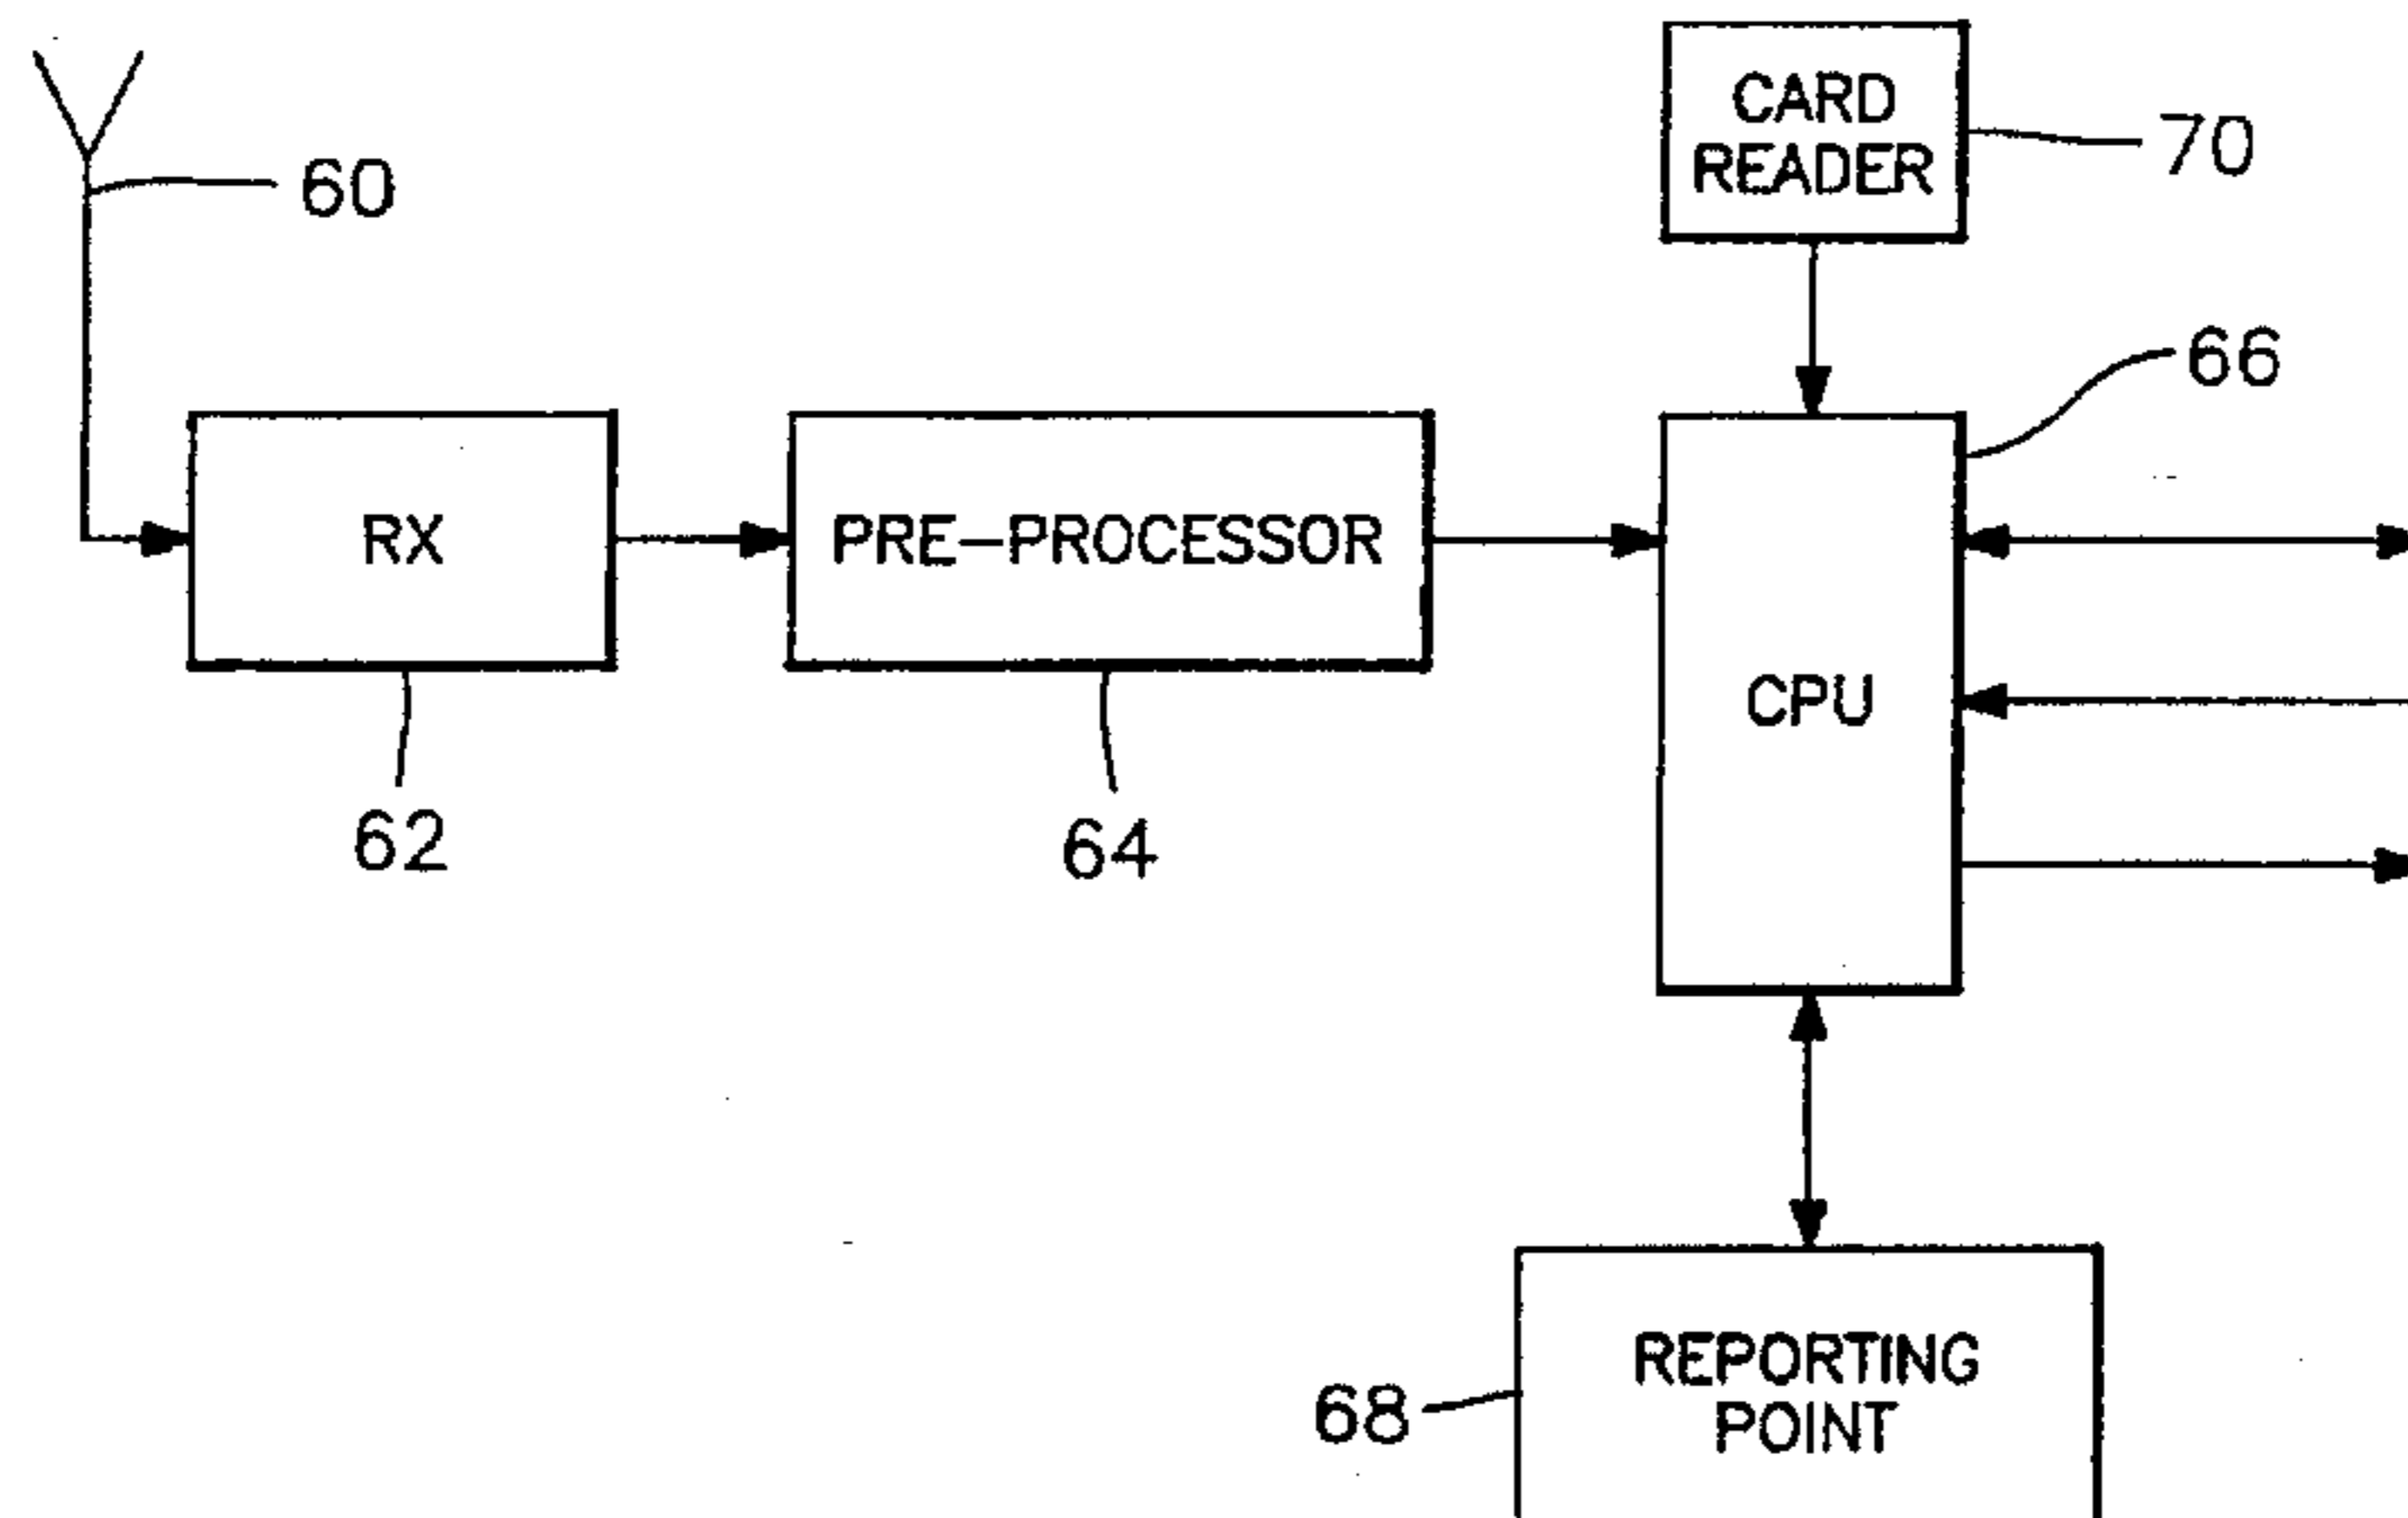 CARD
READER
70
60
66
RX
PRE-PROCESSOR
CPU
62
64
REPORTING
POINT
68